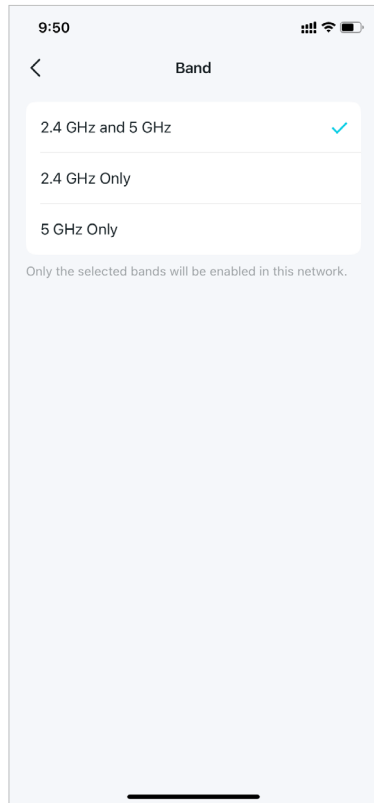 9:50
Band
2.4 GHz and 5 GHz
2.4 GHz Only
5 GHz Only
Only the selected bands will be enabled in this network.